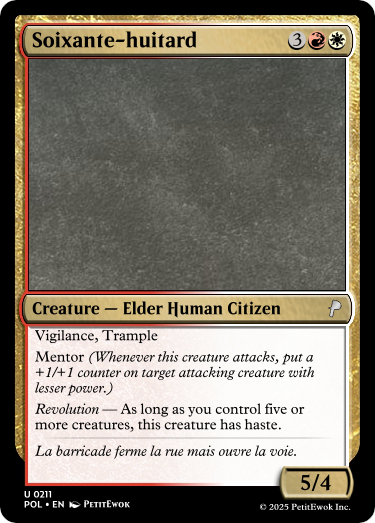 Soixante-huitard 3
Creature — Elder Human Citizen
Vigilance, Trample
Mentor (Whenever this creature attacks, put a
+1/+1 counter on target attacking creature with
lesser power.)
Revolution — As long as you control five or
more creatures, this creature has haste.
La barricade ferme la rue mais ouvre la voie.
5/4
U 0211
POL • EN PetitEwok
© 2025 PetitEwok Inc.